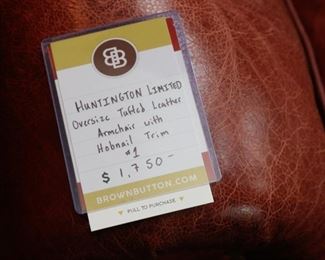 BB
HUNTINGTON LIMITED
Oversize Tufted Leather
Armchair with
Hobnail Trim
#1
$1,750-
BROWNBUTTON.COM
▼ PULL TO PURCHASE ▼